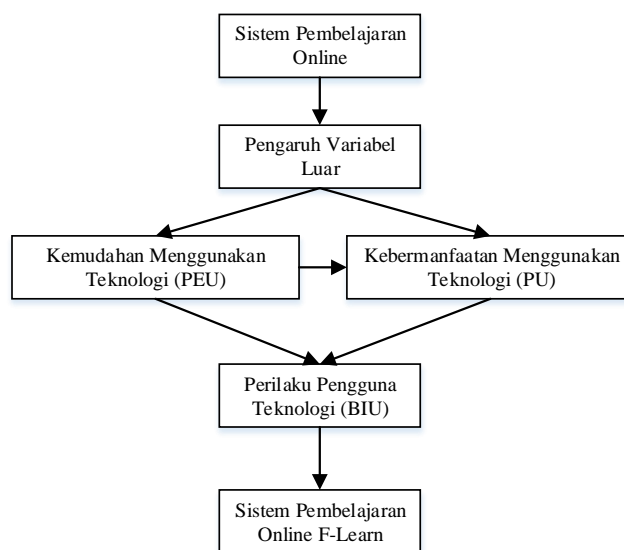 Sistem Pembelajaran
Online
Pengaruh Variabel
Luar
Kemudahan Menggunakan
Teknologi (PEU)
Kebermanfaatan Menggunakan
Teknologi (PU)
Perilaku Pengguna
Teknologi (BIU)
Sistem Pembelajaran
Online F-Learn